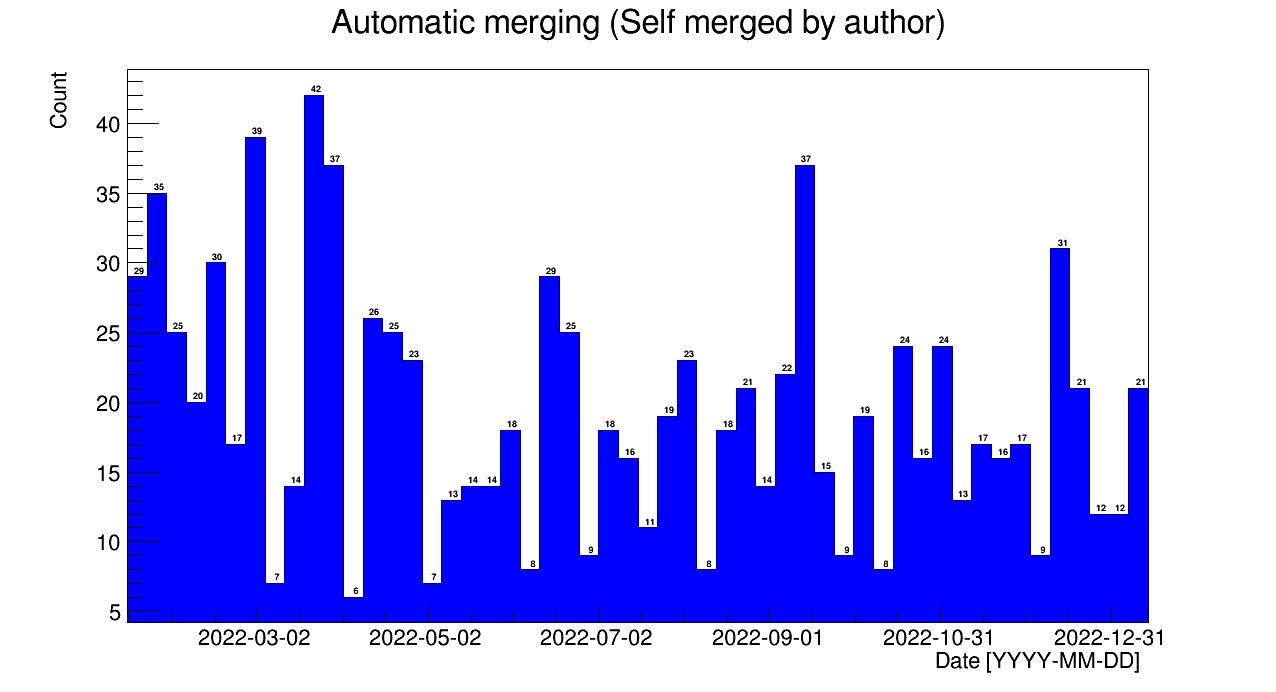 Automatic merging (Self merged by author)
Count
40
35
30
25
20
15
10
5
29 35 25 20 30 17 39 7 14 42 37 6 26 25 23 7 13 14 14 18 8 29 25 9 18 16 11 19 23 8 18 21 14 22 37 15 9 19 8 24 16 24 13 17 16 17 9 31 21 12 12 21
2022-03-02 2022-05-02 2022-07-02 2022-09-01 2022-10-31 2022-12-31
Date [YYYY-MM-DD]